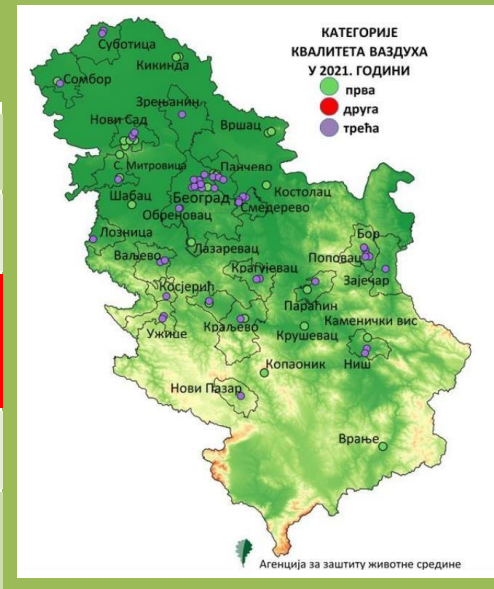 КАТЕГОРИЈЕ
КВАЛИТЕТА ВАЗДУХА
У 2021. ГОДИНИ
прва
друга
трећа
Суботица
Кикинда
Сомбор
Зрењанин
Нови Сад
Вршац
С. Митровица
Панчево
Костолац
Шабац
Београд
Смедерево
Обреновац
Лозница
Лазаревац
Бор
Ваљево
Поповац
Крагујевац
Зајечар
Косјерић
Параћин
Каменички вис
Ужице
Краљево
Крушевац
Ниш
Копаоник
Нови Пазар
Врање
Агенција за заштиту животне средине